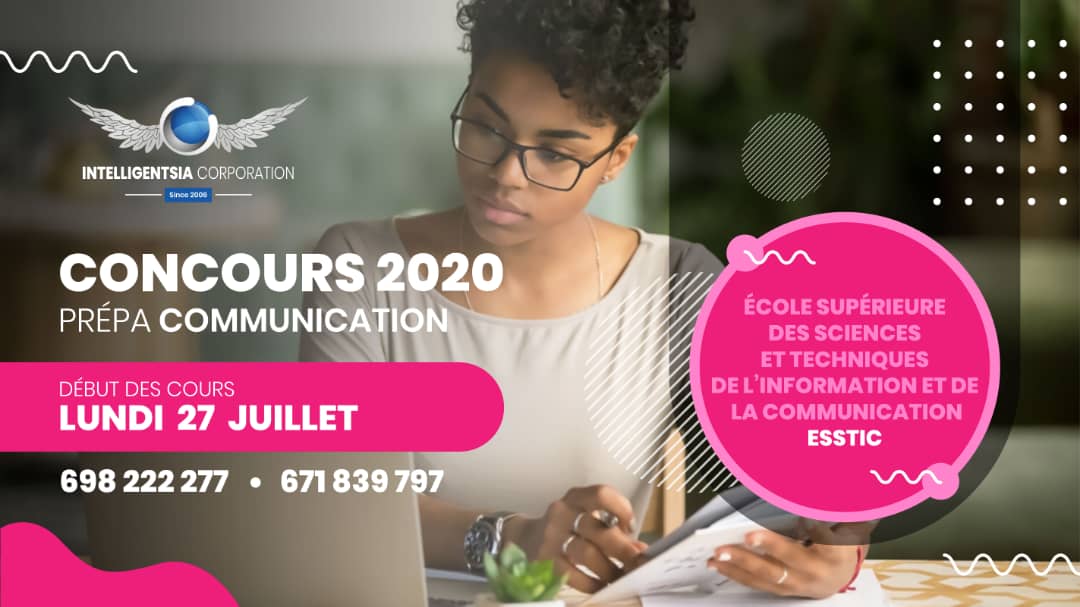 INTELLIGENTSIA CORPORATION
Since 2006
CONCOURS 2020
PRÉPA COMMUNICATION
DÉBUT DES COURS
LUNDI 27 JUILLET
698 222 277 • 671 839 797
ÉCOLE SUPÉRIEURE
DES SCIENCES
ET TECHNIQUES
DE L'INFORMATION ET DE
LA COMMUNICATION
ESSTIC